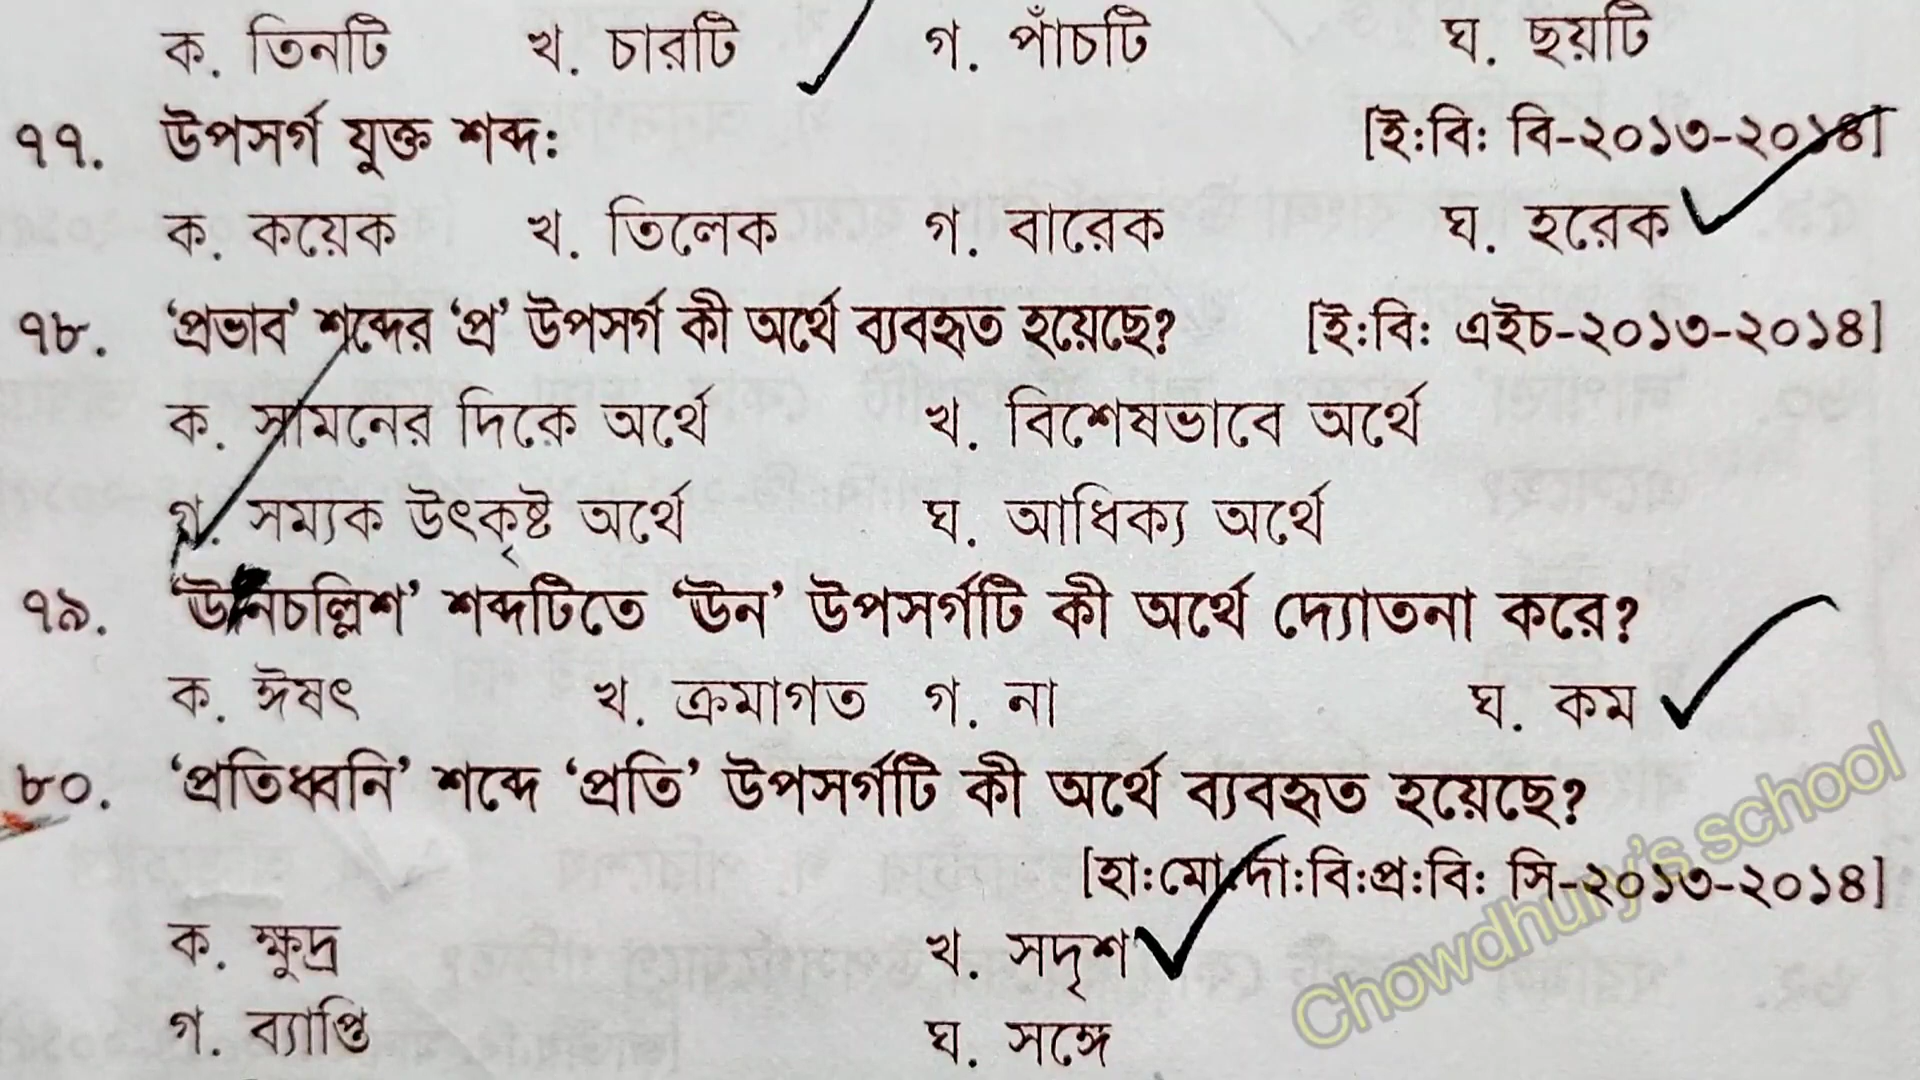 ক. তিনটি খ. চারটি গ. পাঁচটি ঘ. ছয়টি
৭৭. উপসর্গ যুক্ত শব্দ: [ই:বি: বি-২০১৩-২০১৪]
ক. কয়েক খ. তিলেক গ. বারেক ঘ. হরেক
৭৮. ‘প্রভাব’ শব্দের ‘প্র’ উপসর্গ কী অর্থে ব্যবহৃত হয়েছে? [ই:বি: এইচ-২০১৩-২০১৪]
ক. সামনের দিকে অর্থে খ. বিশেষভাবে অর্থে
গ. সম্যক উৎকৃষ্ট অর্থে ঘ. আধিক্য অর্থে
৭৯. ‘ঊনচল্লিশ’ শব্দটিতে ‘ঊন’ উপসর্গটি কী অর্থে দ্যোতনা করে?
ক. ঈষৎ খ. ক্রমাগত গ. না ঘ. কম
৮০. ‘প্রতিধ্বনি’ শব্দে ‘প্রতি’ উপসর্গটি কী অর্থে ব্যবহৃত হয়েছে?
[হা:মো:দা:বি:প্র:বি: সি-২০১৩-২০১৪]
ক. ক্ষুদ্র খ. সদৃশ
গ. ব্যাপ্তি ঘ. সঙ্গে
Chowdhury's school